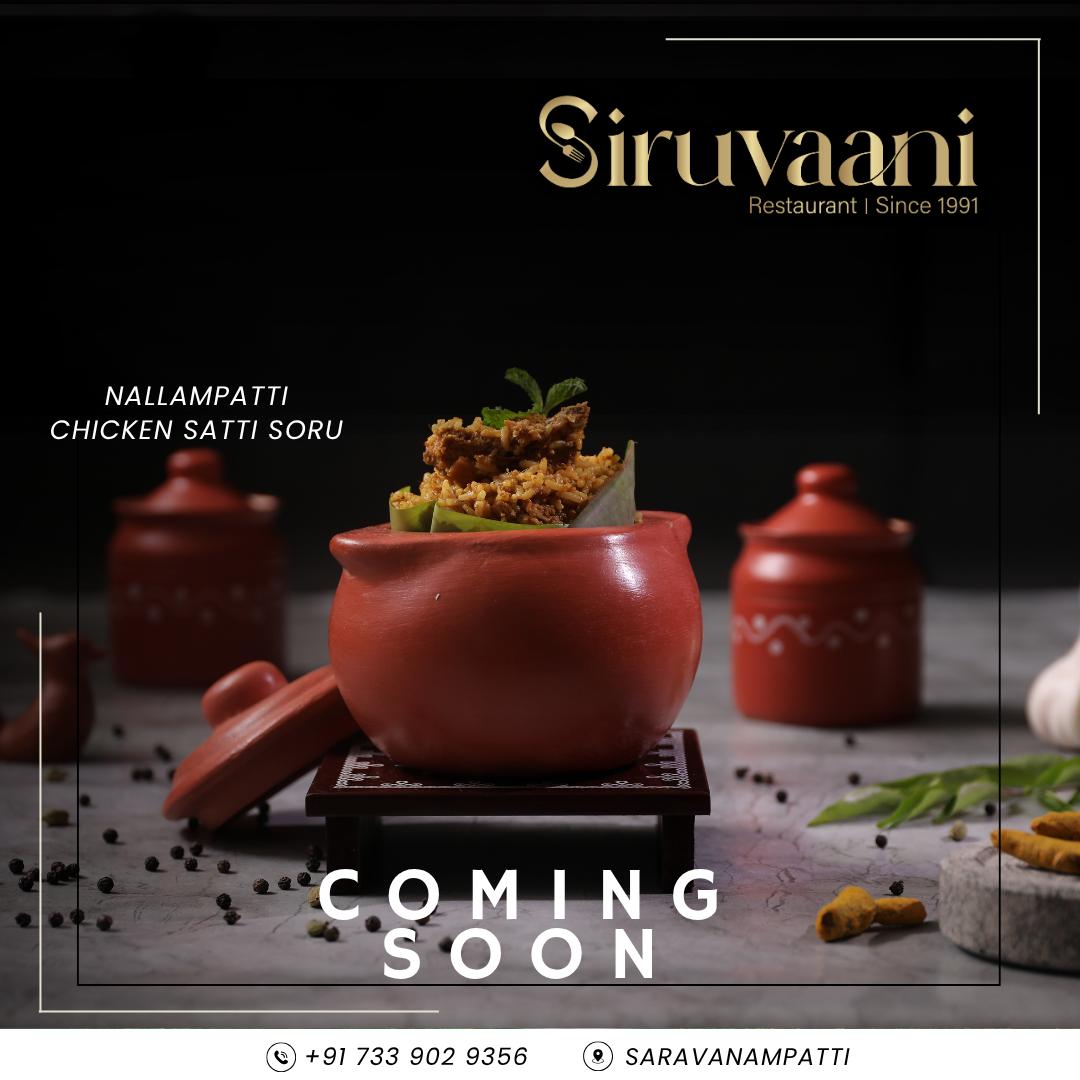 Siruvaani
Restaurant | Since 1991
NALLAMPATTI
CHICKEN SATTI SORU
COMING
SOON
+91 733 902 9356
SARAVANAMPATTI